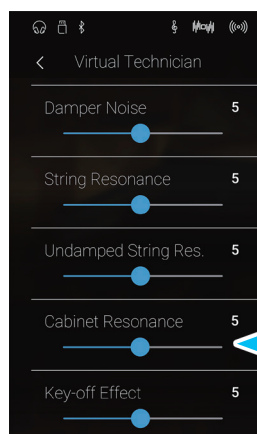 Virtual Technician
Damper Noise 5
String Resonance 5
Undamped String Res. 5
Cabinet Resonance 5
Key-off Effect 5